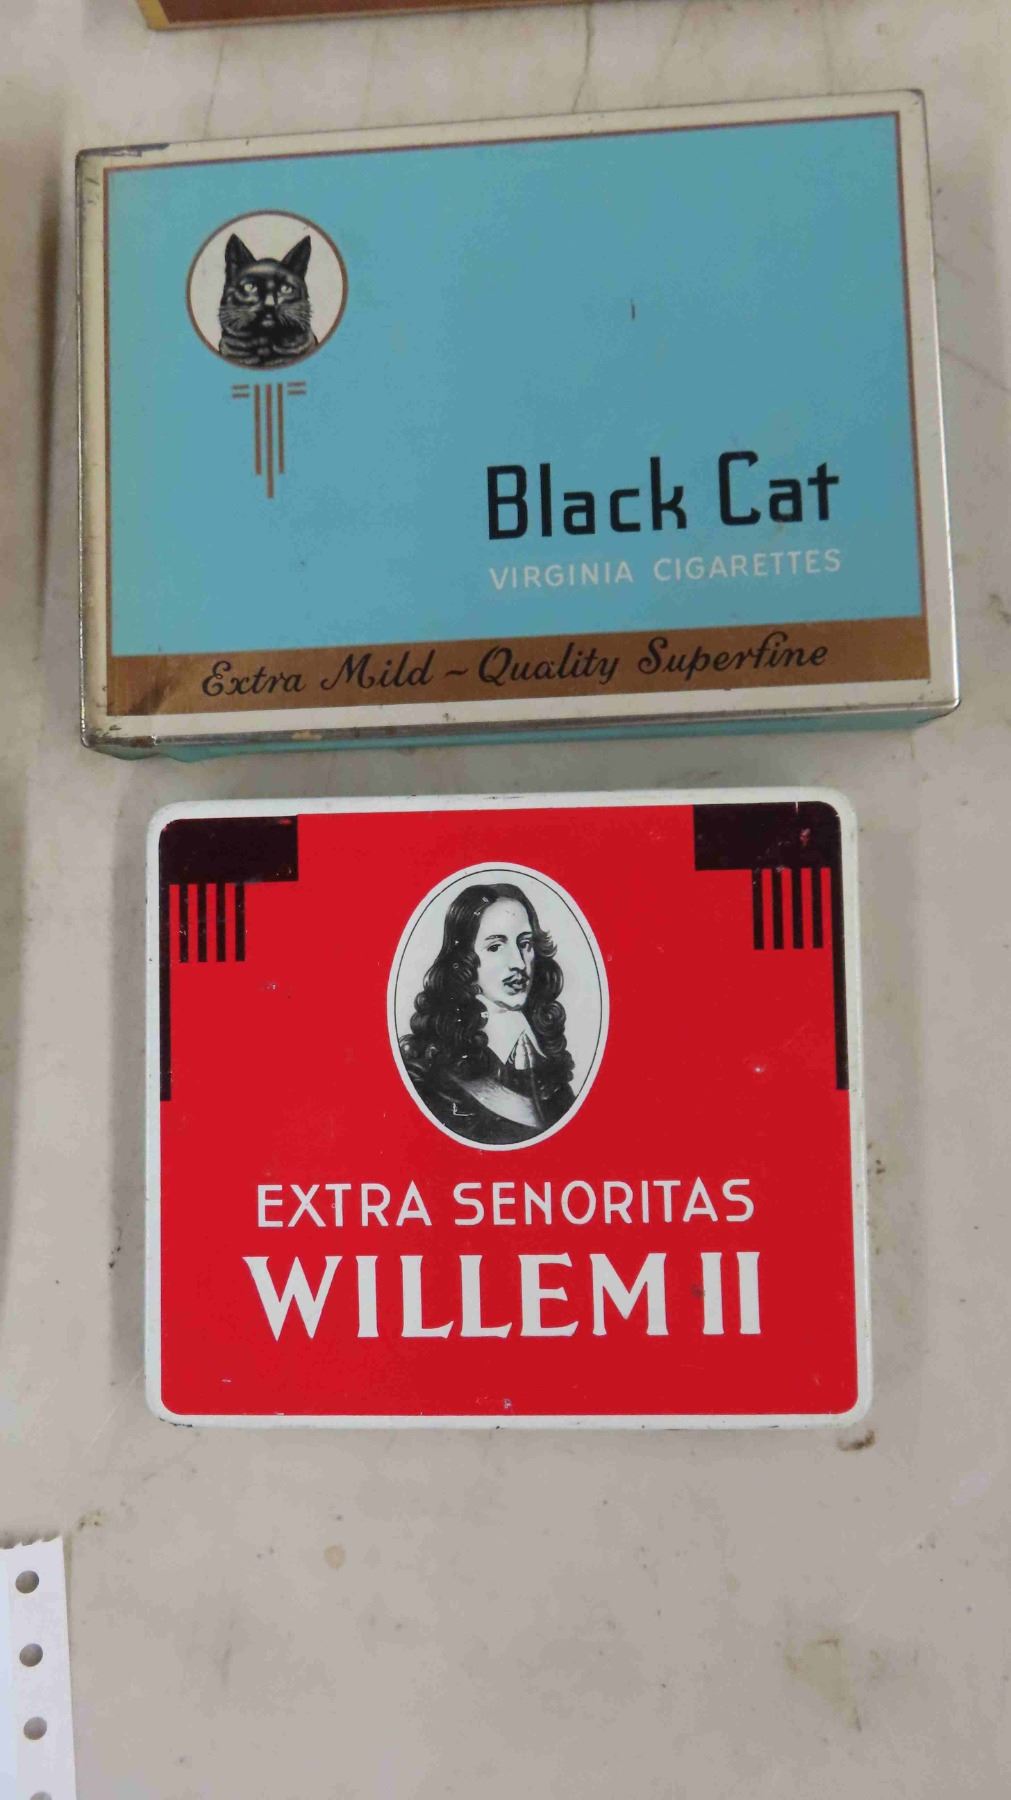 Black Cat
VIRGINIA CIGARETTES
Extra Mild ~ Quality Superfine
EXTRA SENORITAS
WILLEM II